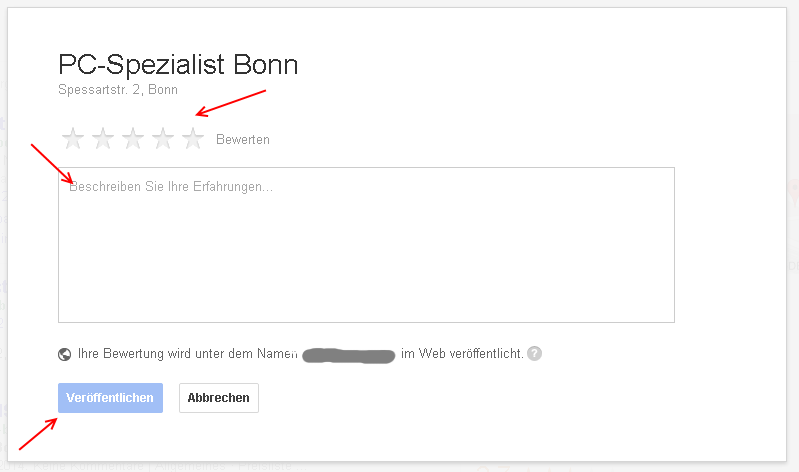 PC-Spezialist Bonn
Spessartstr. 2, Bonn
Bewerten
Beschreiben Sie Ihre Erfahrungen...
Ihre Bewertung wird unter dem Namen im Web veröffentlicht. ?
Veröffentlichen Abbrechen